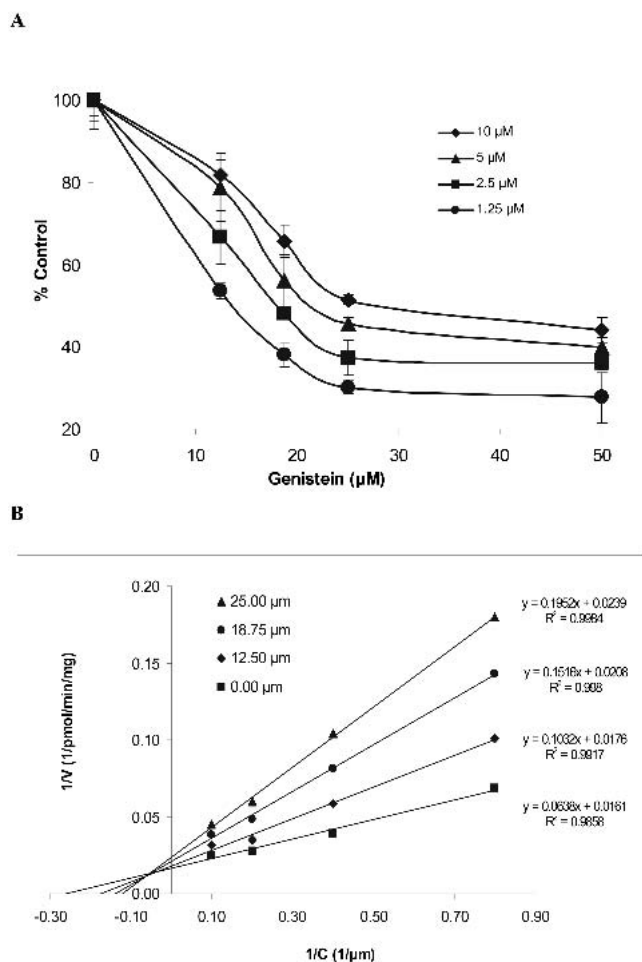 A
100
80
60
40
20
% Control
10 µM
5 µM
2.5 µM
1.25 µM
0 10 20 30 40 50
Genistein (µM)
B
0.20
0.15
0.10
0.05
0.00
1/V (1/pmol/min/mg)
25.00 µm
18.75 µm
12.50 µm
0.00 µm
y = 0.1952x + 0.0239
R² = 0.9984
y = 0.1518x + 0.0208
R² = 0.998
y = 0.1032x + 0.0176
R² = 0.9917
y = 0.0638x + 0.0161
R² = 0.9858
-0.30 -0.10 0.10 0.30 0.50 0.70 0.90
1/C (1/µm)